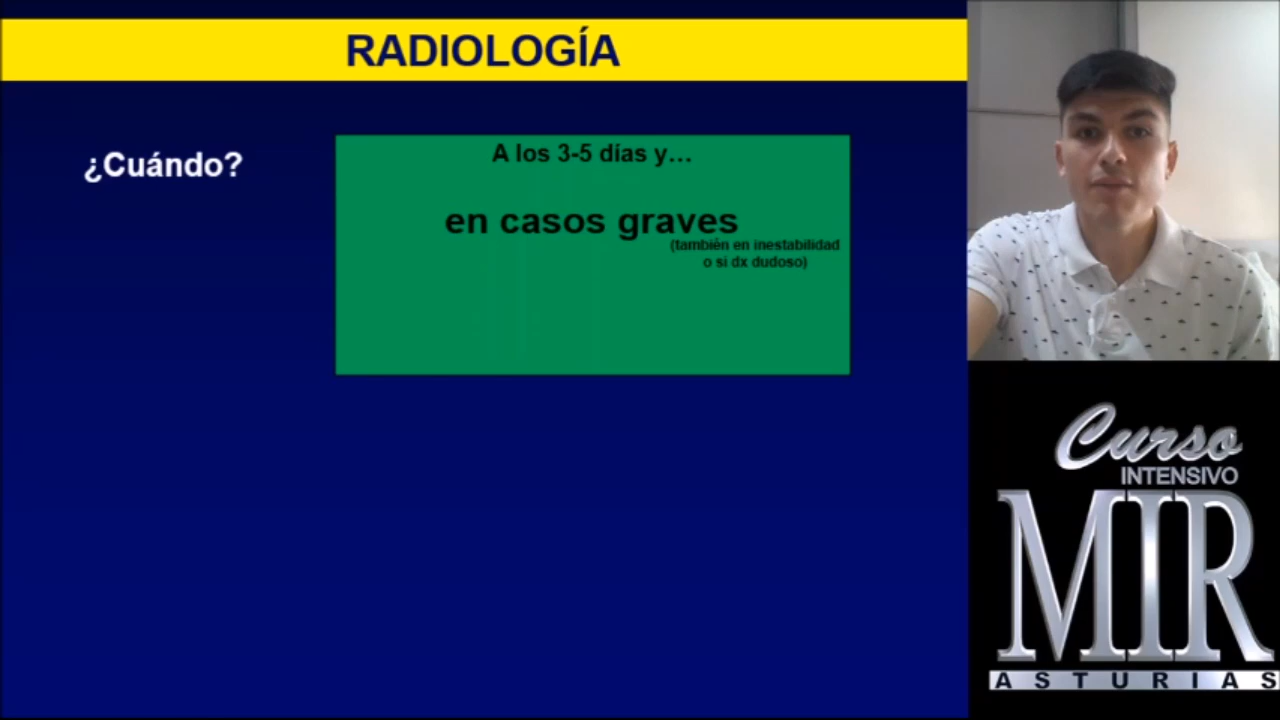 RADIOLOGÍA
¿Cuándo?
A los 3-5 días y...
en casos graves
(también en inestabilidad
o si dx dudoso)
Curso
INTENSIVO
MIR
ASTURIAS